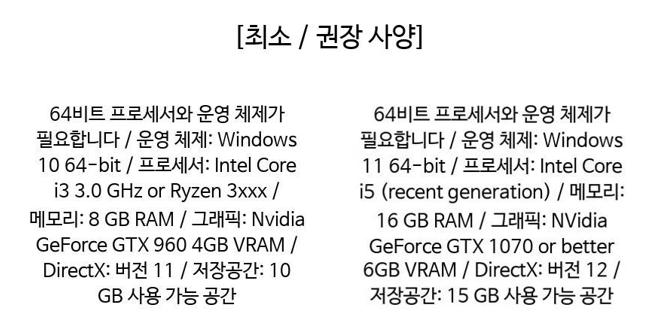 [최소 / 권장 사양]
64비트 프로세서와 운영 체제가
필요합니다 / 운영 체제: Windows
10 64-bit / 프로세서: Intel Core
i3 3.0 GHz or Ryzen 3xxx /
메모리: 8 GB RAM / 그래픽: Nvidia
GeForce GTX 960 4GB VRAM /
DirectX: 버전 11 / 저장공간: 10
GB 사용 가능 공간
64비트 프로세서와 운영 체제가
필요합니다 / 운영 체제: Windows
11 64-bit / 프로세서: Intel Core
i5 (recent generation) / 메모리:
16 GB RAM / 그래픽: NVidia
GeForce GTX 1070 or better
6GB VRAM / DirectX: 버전 12 /
저장공간: 15 GB 사용 가능 공간